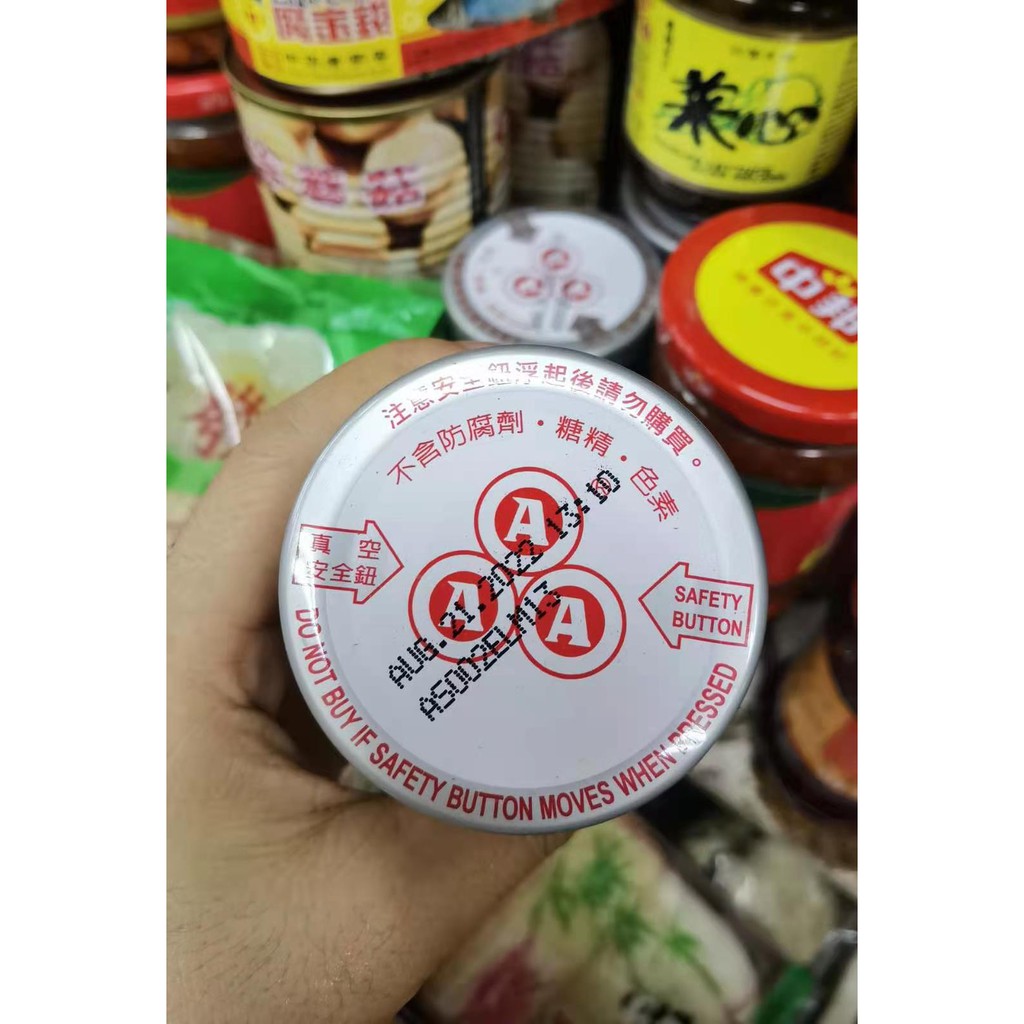 菜心
中邦
注意安全鈕浮起後請勿購買。
不含防腐劑・糖精・色素
A
A A
真空
安全鈕
SAFETY
BUTTON
AUG.21.2022 13:10
DO NOT BUY IF SAFETY BUTTON MOVES WHEN PRESSED